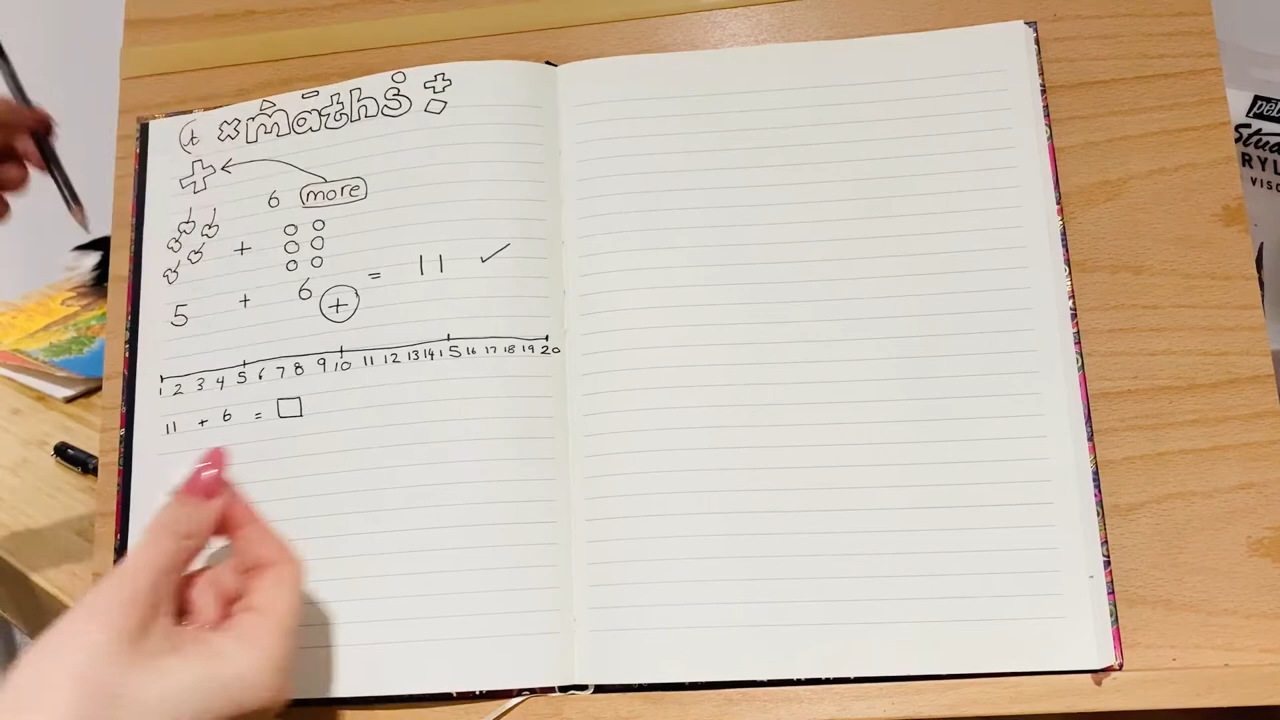 t × maths ÷
+
6 more
+
5 + 6 + = 11 ✓
1 2 3 4 5 6 7 8 9 10 11 12 13 14 15 16 17 18 19 20
11 + 6 = □